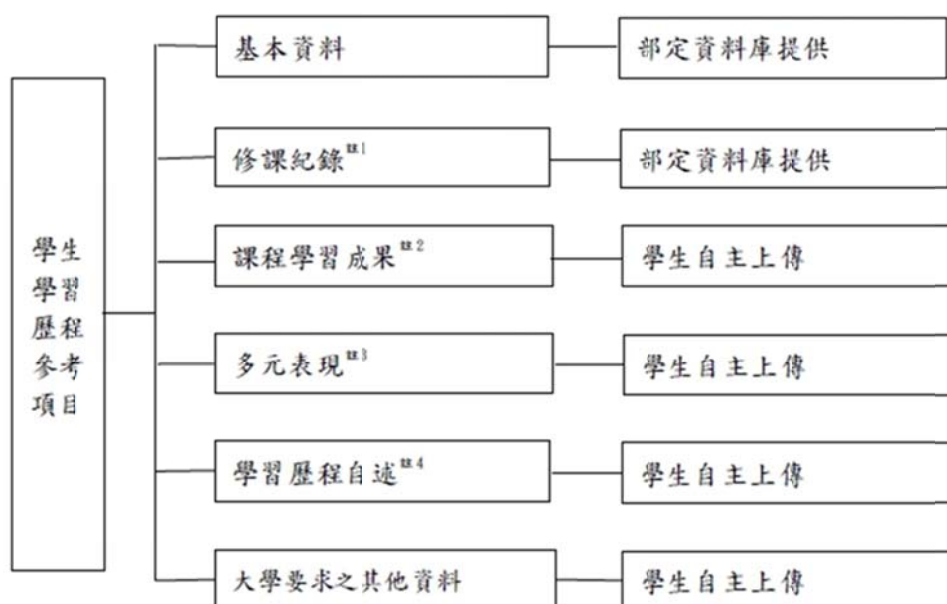 學生
學習
歷程
參考
項目
基本資料
部定資料庫提供
修課紀錄註1
部定資料庫提供
課程學習成果註2
學生自主上傳
多元表現註3
學生自主上傳
學習歷程自述註4
學生自主上傳
大學要求之其他資料
學生自主上傳